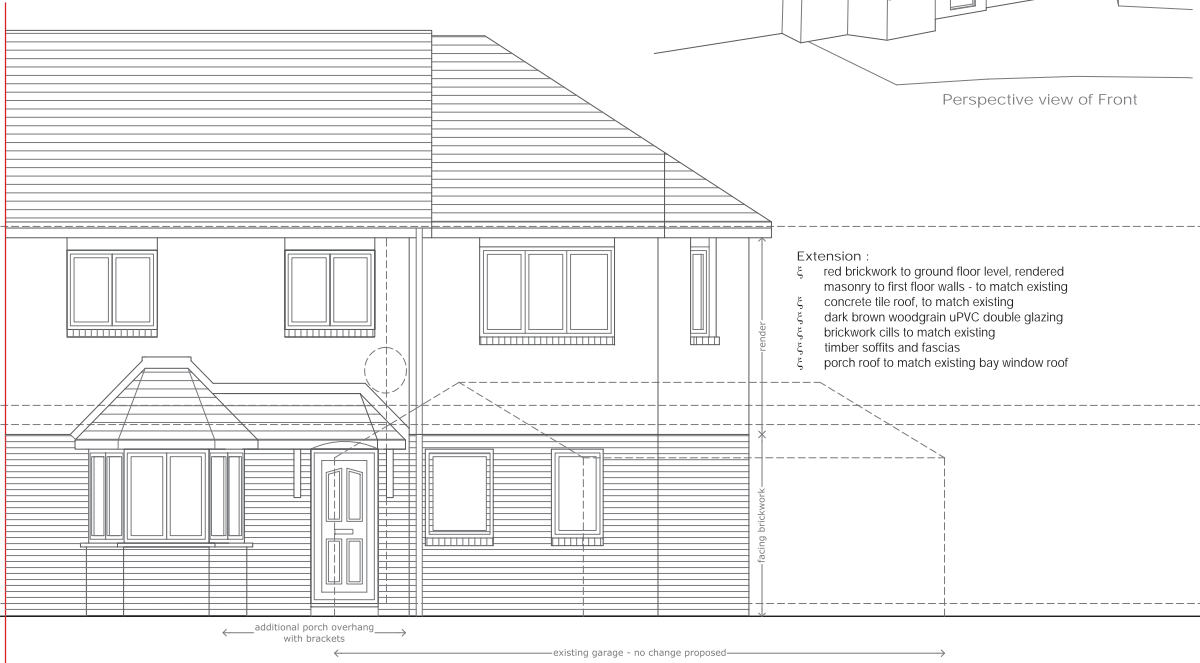 Perspective view of Front
Extension :
ξ red brickwork to ground floor level, rendered
masonry to first floor walls - to match existing
ξ concrete tile roof, to match existing
ξ dark brown woodgrain uPVC double glazing
ξ brickwork cills to match existing
ξ timber soffits and fascias
ξ porch roof to match existing bay window roof
render
facing brickwork
additional porch overhang
with brackets
existing garage - no change proposed